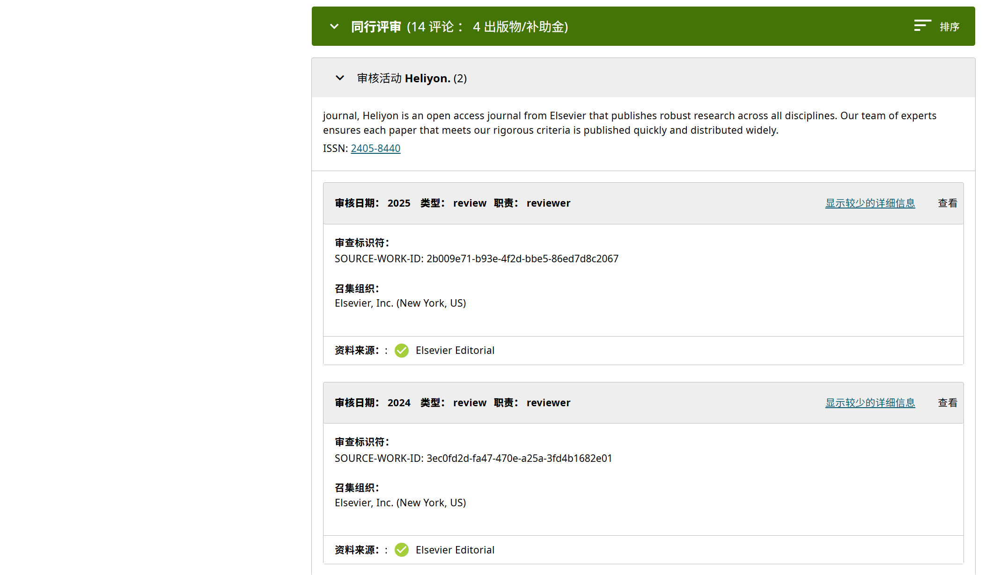 同行评审 (14 评论： 4 出版物/补助金)
排序
审核活动 Heliyon. (2)
journal, Heliyon is an open access journal from Elsevier that publishes robust research across all disciplines. Our team of experts
ensures each paper that meets our rigorous criteria is published quickly and distributed widely.
ISSN: 2405-8440
审核日期： 2025 类型： review 职责： reviewer
显示较少的详细信息
查看
审查标识符：
SOURCE-WORK-ID: 2b009e71-b93e-4f2d-bbe5-86ed7d8c2067
召集组织：
Elsevier, Inc. (New York, US)
资料来源：: Elsevier Editorial
审核日期： 2024 类型： review 职责： reviewer
显示较少的详细信息
查看
审查标识符：
SOURCE-WORK-ID: 3ec0fd2d-fa47-470e-a25a-3fd4b1682e01
召集组织：
Elsevier, Inc. (New York, US)
资料来源：: Elsevier Editorial